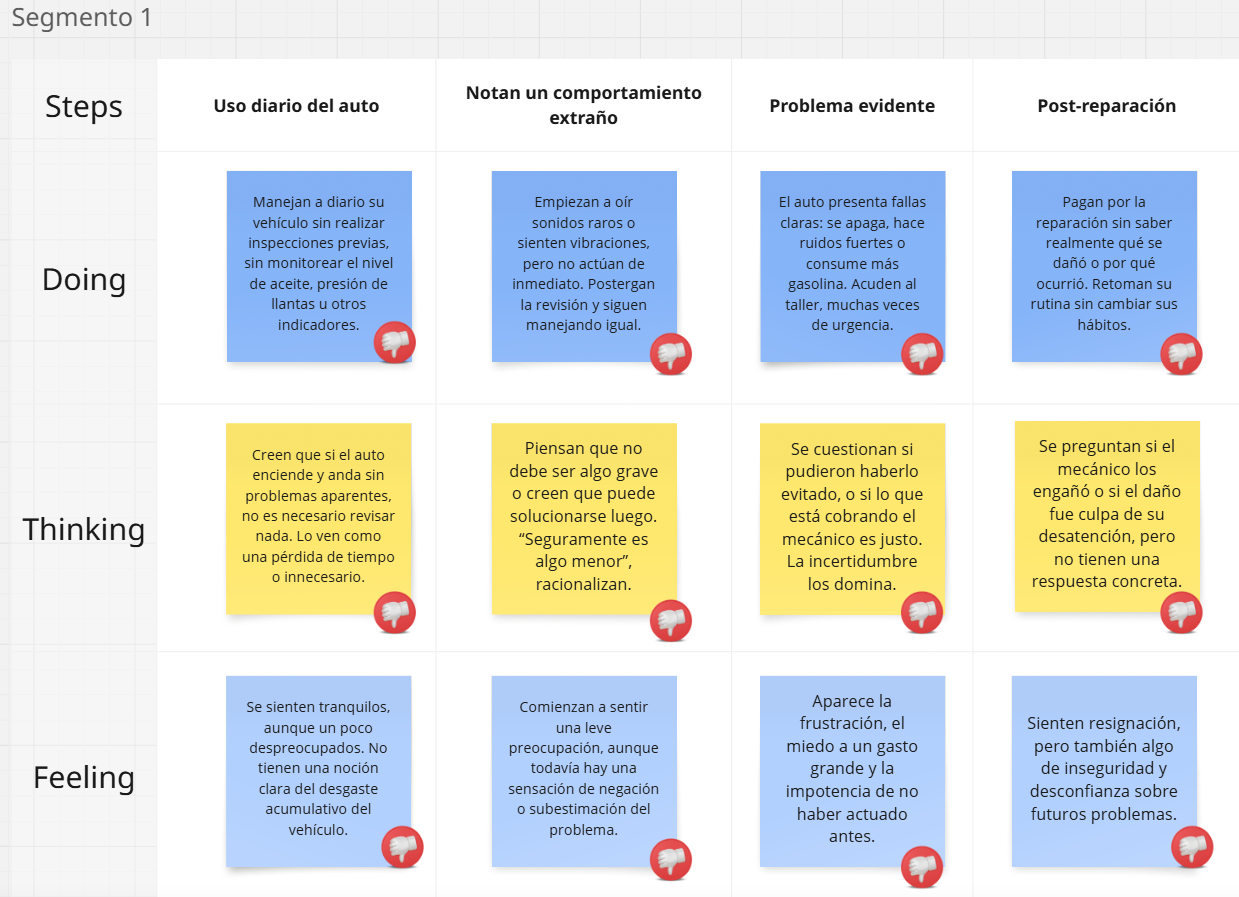 Segmento 1
Steps
Uso diario del auto
Notan un comportamiento
extraño
Problema evidente
Post-reparación
Doing
Manejan a diario su
vehículo sin realizar
inspecciones previas,
sin monitorear el nivel
de aceite, presión de
llantas u otros
indicadores.
Empiezan a oír
sonidos raros o
sienten vibraciones,
pero no actúan de
inmediato. Postergan
la revisión y siguen
manejando igual.
El auto presenta fallas
claras: se apaga, hace
ruidos fuertes o
consume más
gasolina. Acuden al
taller, muchas veces
de urgencia.
Pagan por la
reparación sin saber
realmente qué se
dañó o por qué
ocurrió. Retoman su
rutina sin cambiar sus
hábitos.
Thinking
Creen que si el auto
enciende y anda sin
problemas aparentes,
no es necesario revisar
nada. Lo ven como
una pérdida de tiempo
o innecesario.
Piensan que no
debe ser algo grave
o creen que puede
solucionarse luego.
“Seguramente es
algo menor”,
racionalizan.
Se cuestionan si
pudieron haberlo
evitado, o si lo que
está cobrando el
mecánico es justo.
La incertidumbre
los domina.
Se preguntan si el
mecánico los
engañó o si el daño
fue culpa de su
desatención, pero
no tienen una
respuesta concreta.
Feeling
Se sienten tranquilos,
aunque un poco
despreocupados. No
tienen una noción
clara del desgaste
acumulativo del
vehículo.
Comienzan a sentir
una leve
preocupación, aunque
todavía hay una
sensación de negación
o subestimación del
problema.
Aparece la
frustración, el
miedo a un gasto
grande y la
impotencia de no
haber actuado
antes.
Sienten resignación,
pero también algo
de inseguridad y
desconfianza sobre
futuros problemas.